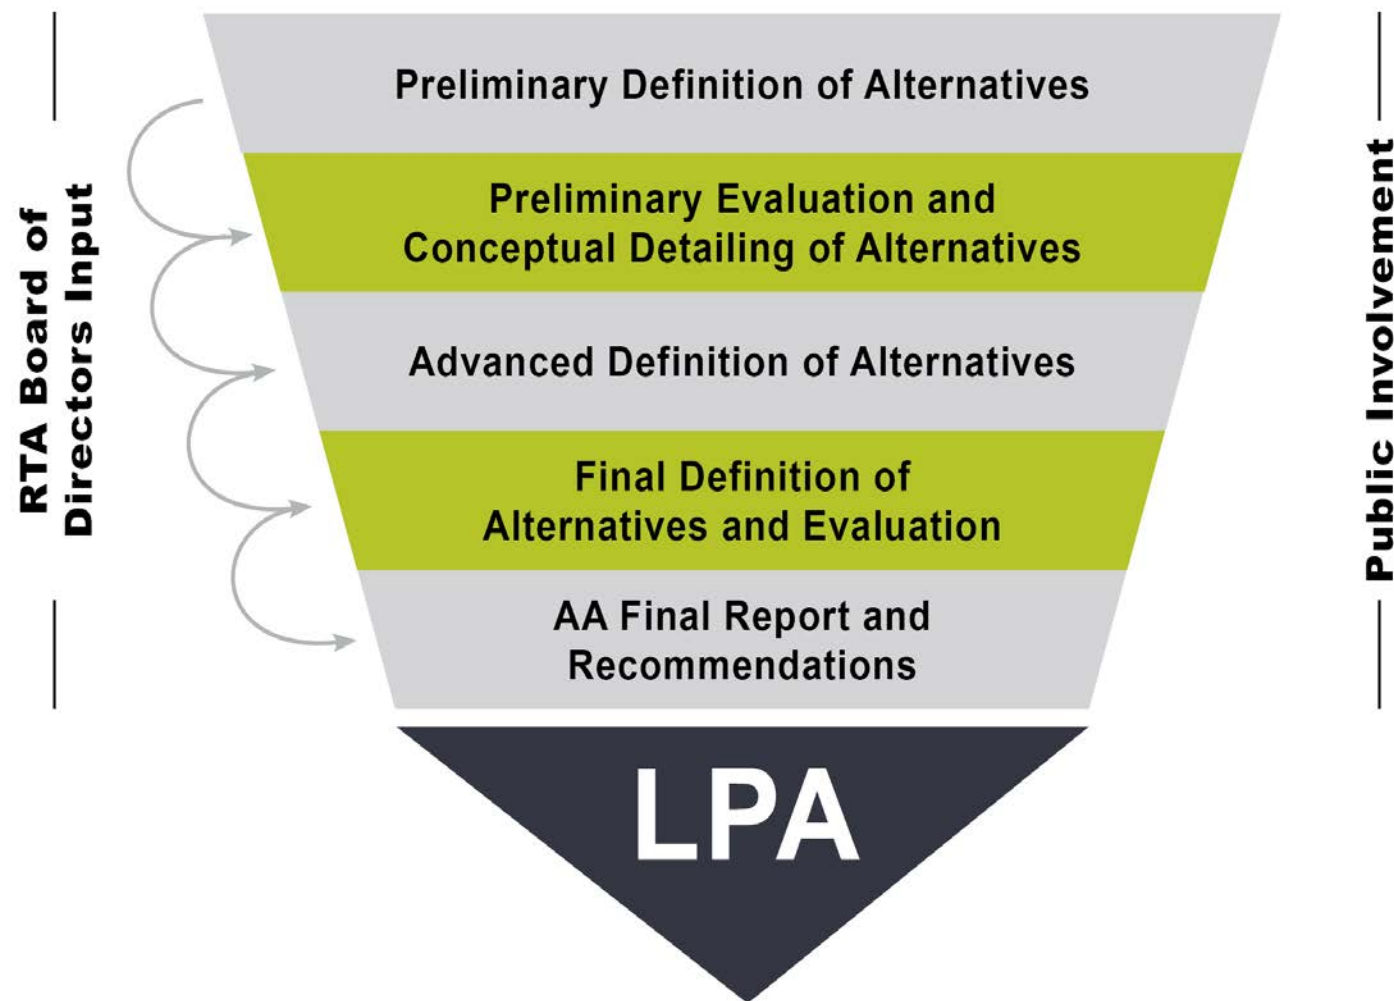 Preliminary Definition of Alternatives
Preliminary Evaluation and
Conceptual Detailing of Alternatives
Advanced Definition of Alternatives
Final Definition of
Alternatives and Evaluation
AA Final Report and
Recommendations
LPA
RTA Board of
Directors Input
Public Involvement